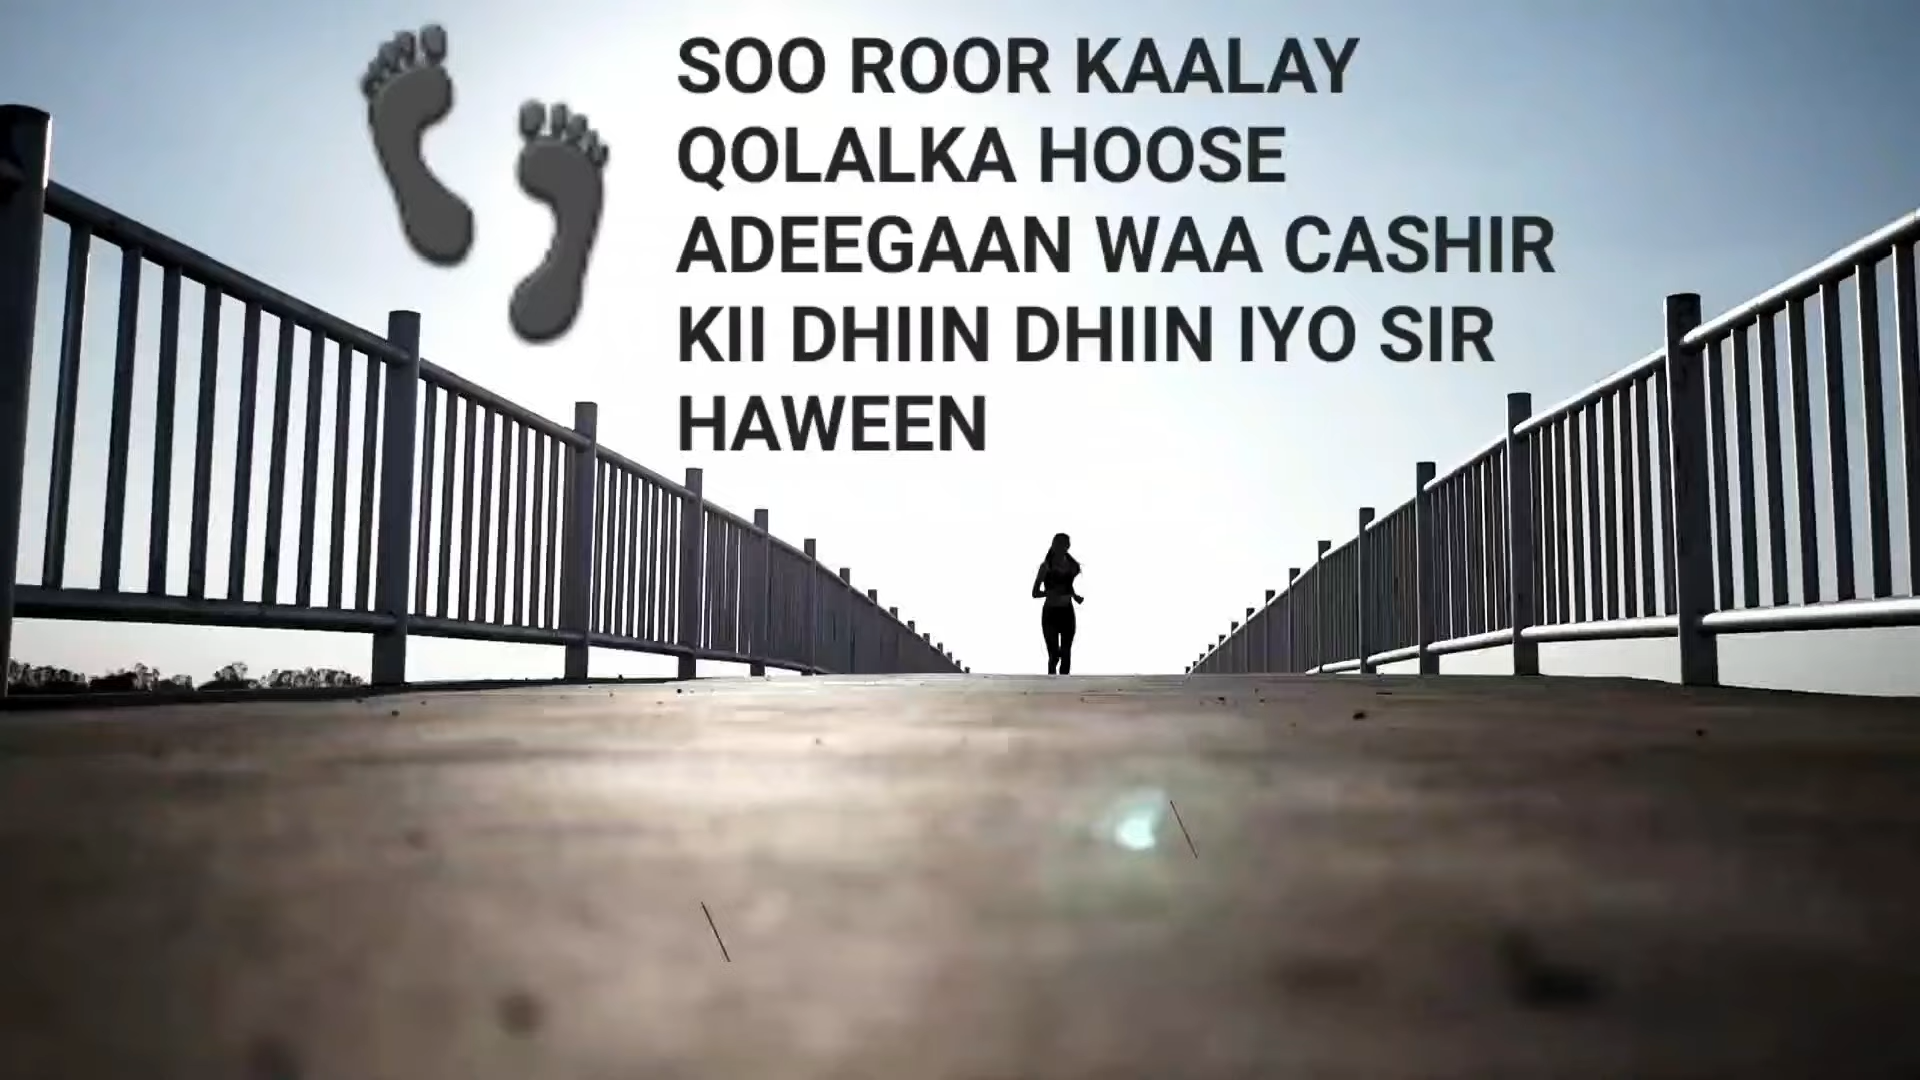 SOO ROOR KAALAY
QOLALKA HOOSE
ADEEGAAN WAA CASHIR
KII DHIIN DHIIN IYO SIR
HAWEEN